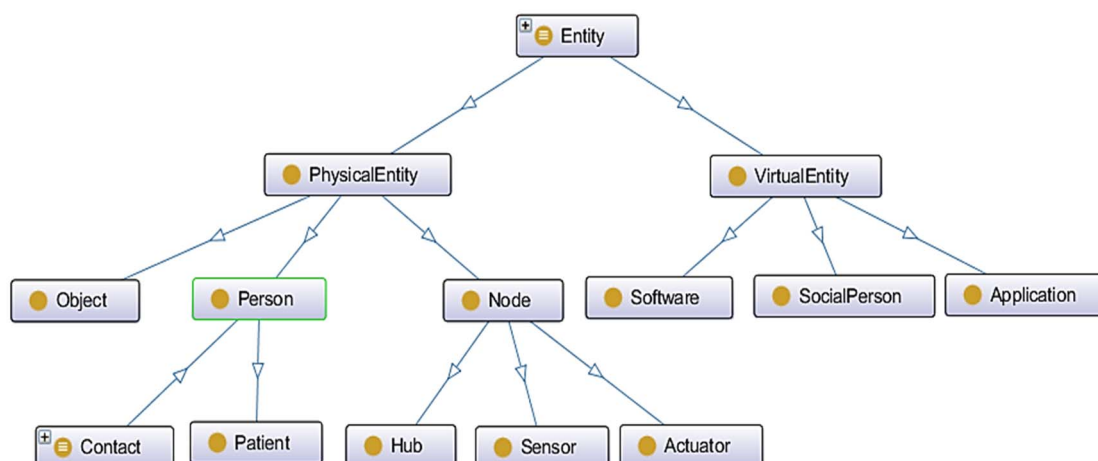 Entity
PhysicalEntity
VirtualEntity
Object
Person
Node
Software
SocialPerson
Application
Contact
Patient
Hub
Sensor
Actuator